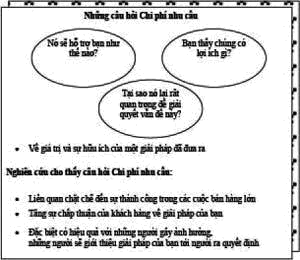 Những câu hỏi Chi phí nhu cầu
Nó sẽ hỗ trợ bạn như
thế nào?
Bạn thấy chúng có
lợi ích gì?
Tại sao nó lại rất
quan trọng để giải
quyết vấn đề này?
• Về giá trị và sự hữu ích của một giải pháp đã đưa ra
Nghiên cứu cho thấy câu hỏi Chi phí nhu cầu:
• Liên quan chặt chẽ đến sự thành công trong các cuộc bán hàng lớn
• Tăng sự chấp thuận của khách hàng về giải pháp của bạn
• Đặc biệt có hiệu quả với những người gây ảnh hưởng,
những người sẽ giới thiệu giải pháp của bạn tới người ra quyết định